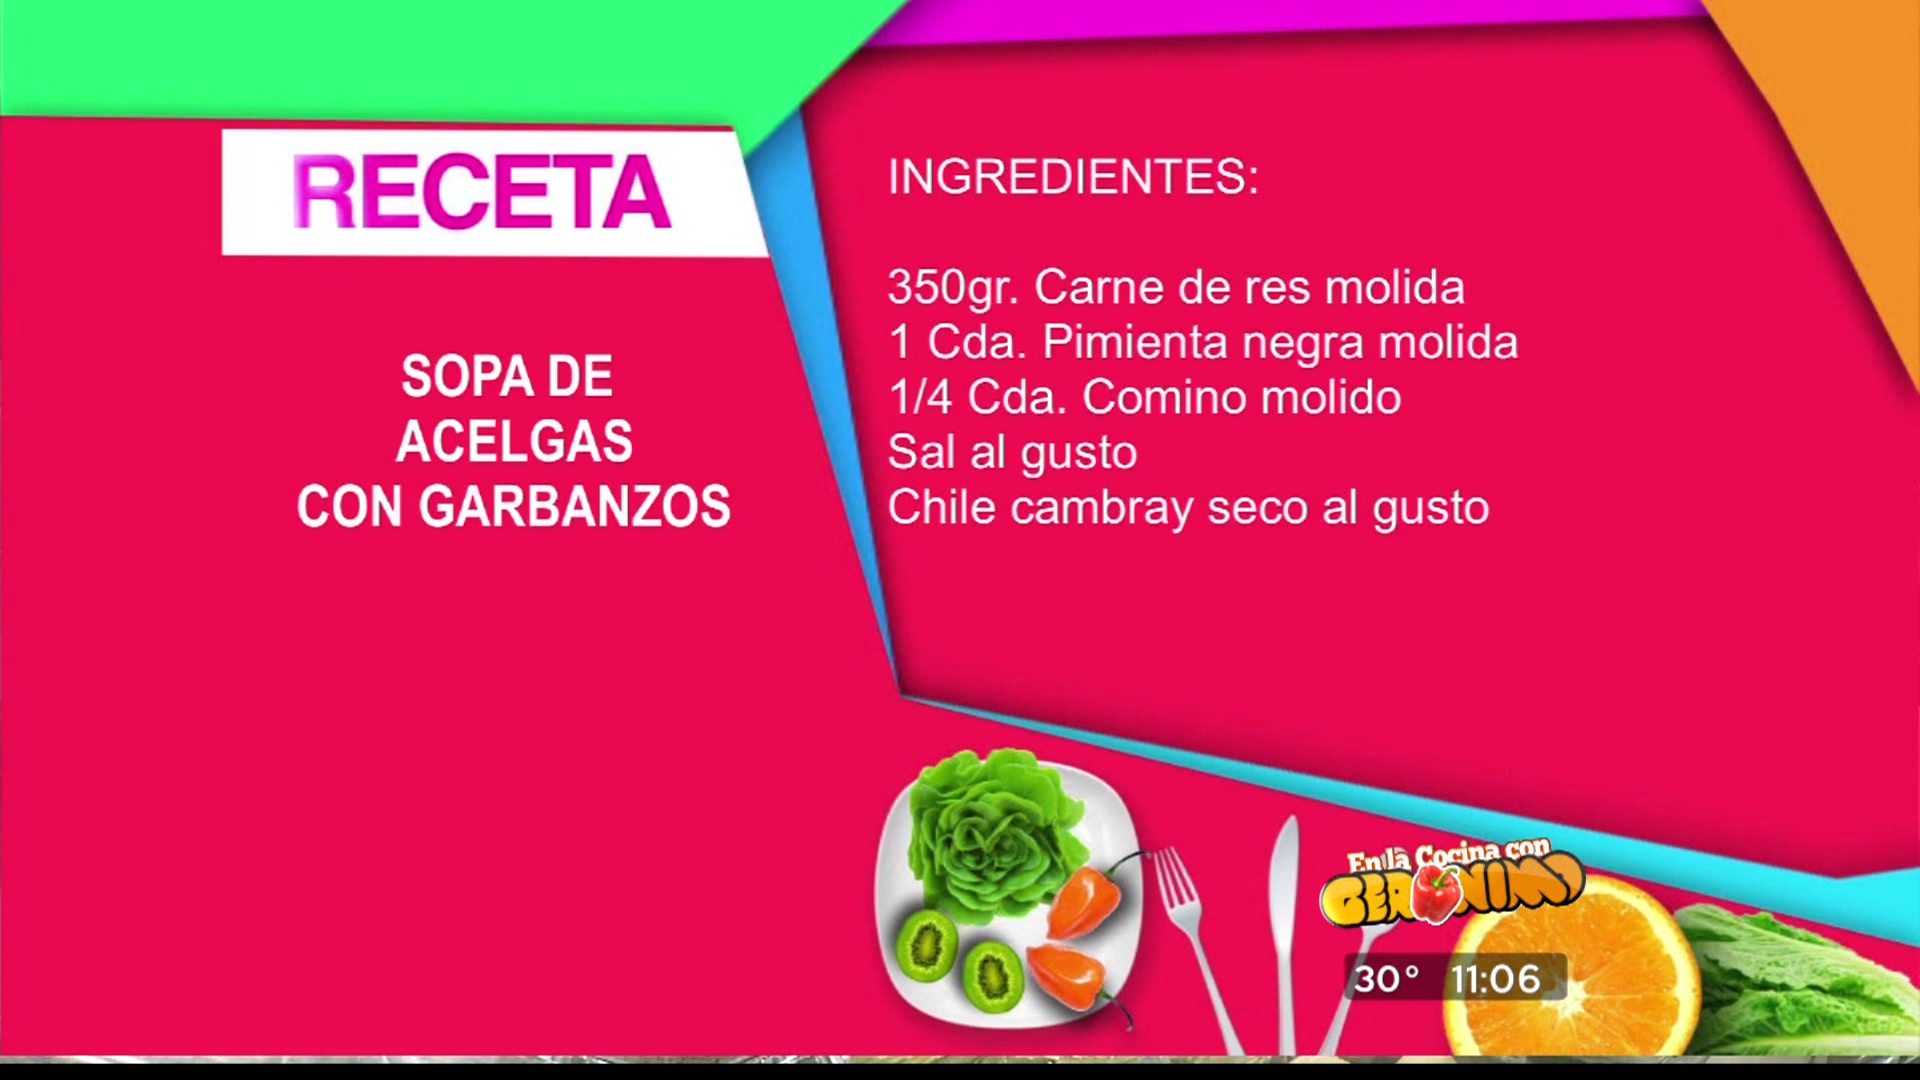 RECETA
SOPA DE
ACELGAS
CON GARBANZOS
INGREDIENTES:
350gr. Carne de res molida
1 Cda. Pimienta negra molida
1/4 Cda. Comino molido
Sal al gusto
Chile cambray seco al gusto
En la Cocina con
GERONIMO
30° 11:06